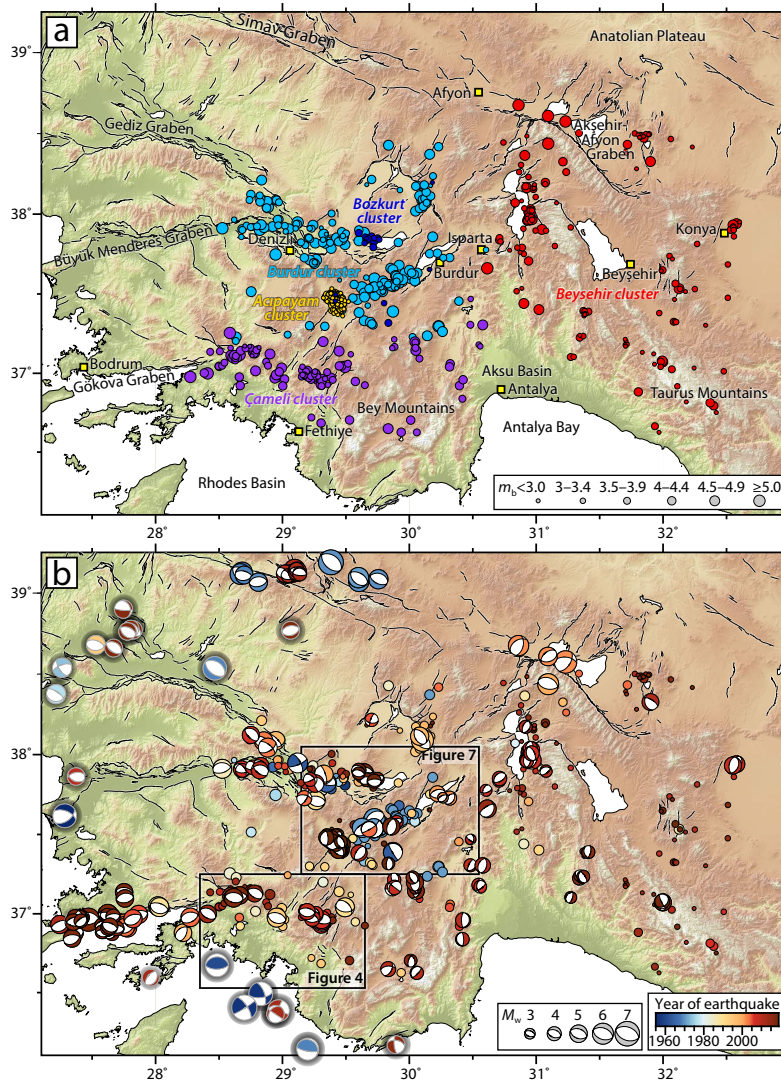 39˚
a
Simav Graben
Anatolian Plateau
Afyon
Akşehir-
Afyon
Graben
Gediz Graben
38˚
Bozkurt
cluster
Büyük Menderes Graben
Denizli
Isparta
Konya
Burdur cluster
Burdur
Beyşehir
Acıpayam
cluster
Beysehir cluster
37˚
Bodrum
Gökova Graben
Aksu Basin
Antalya
Çameli cluster
Bey Mountains
Taurus Mountains
Fethiye
Antalya Bay
Rhodes Basin
mb<3.0 3–3.4 3.5–3.9 4–4.4 4.5–4.9 ≥5.0
28˚ 29˚ 30˚ 31˚ 32˚
b
39˚
38˚
Figure 7
37˚
Figure 4
Mw 3 4 5 6 7
Year of earthquake
1960 1980 2000
28˚ 29˚ 30˚ 31˚ 32˚